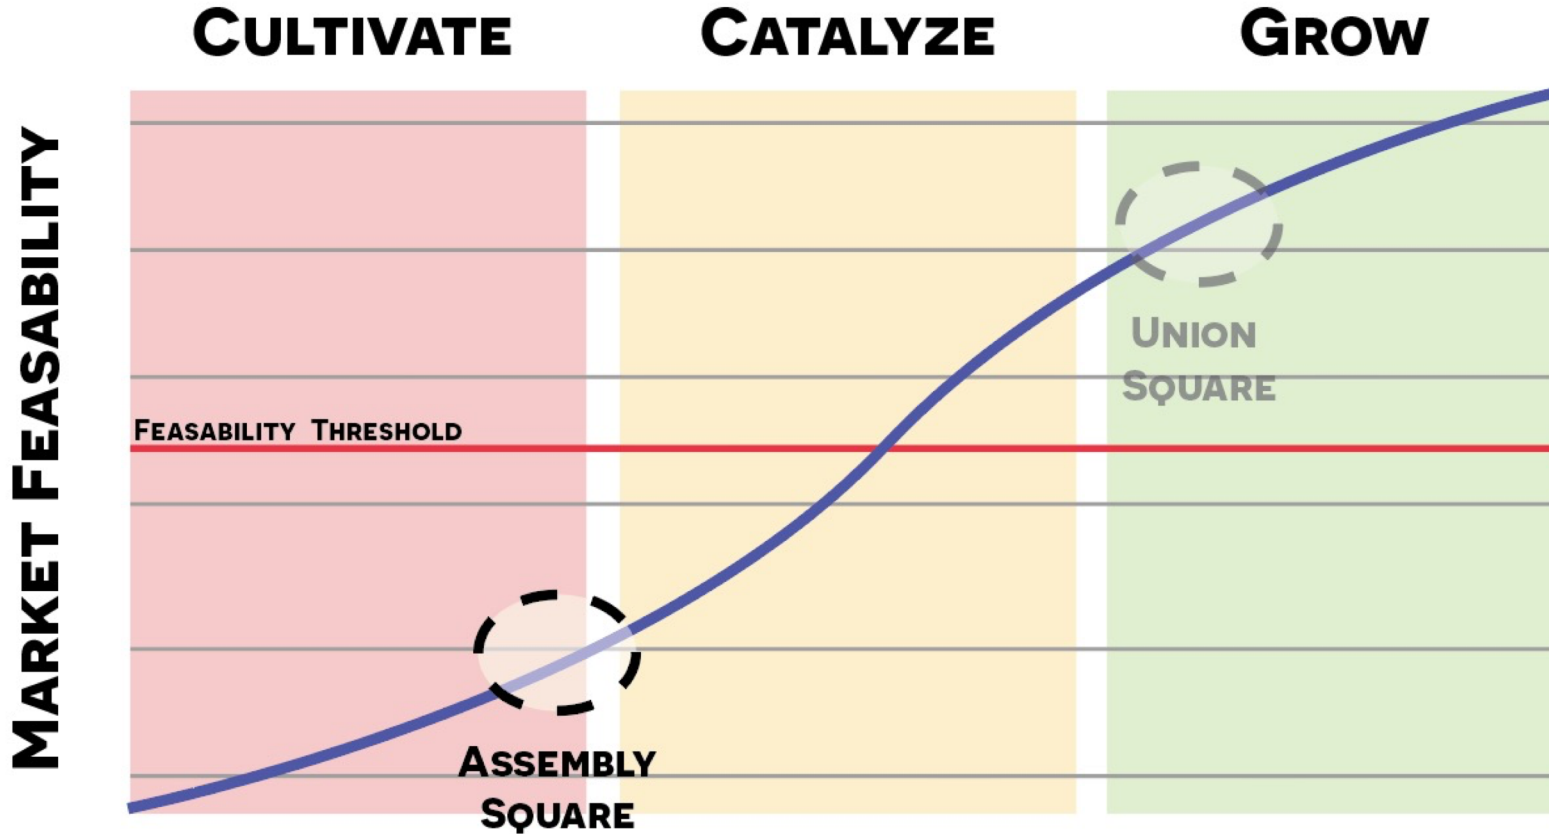 CULTIVATE
CATALYZE
GROW
MARKET FEASABILITY
UNION
SQUARE
FEASABILITY THRESHOLD
ASSEMBLY
SQUARE